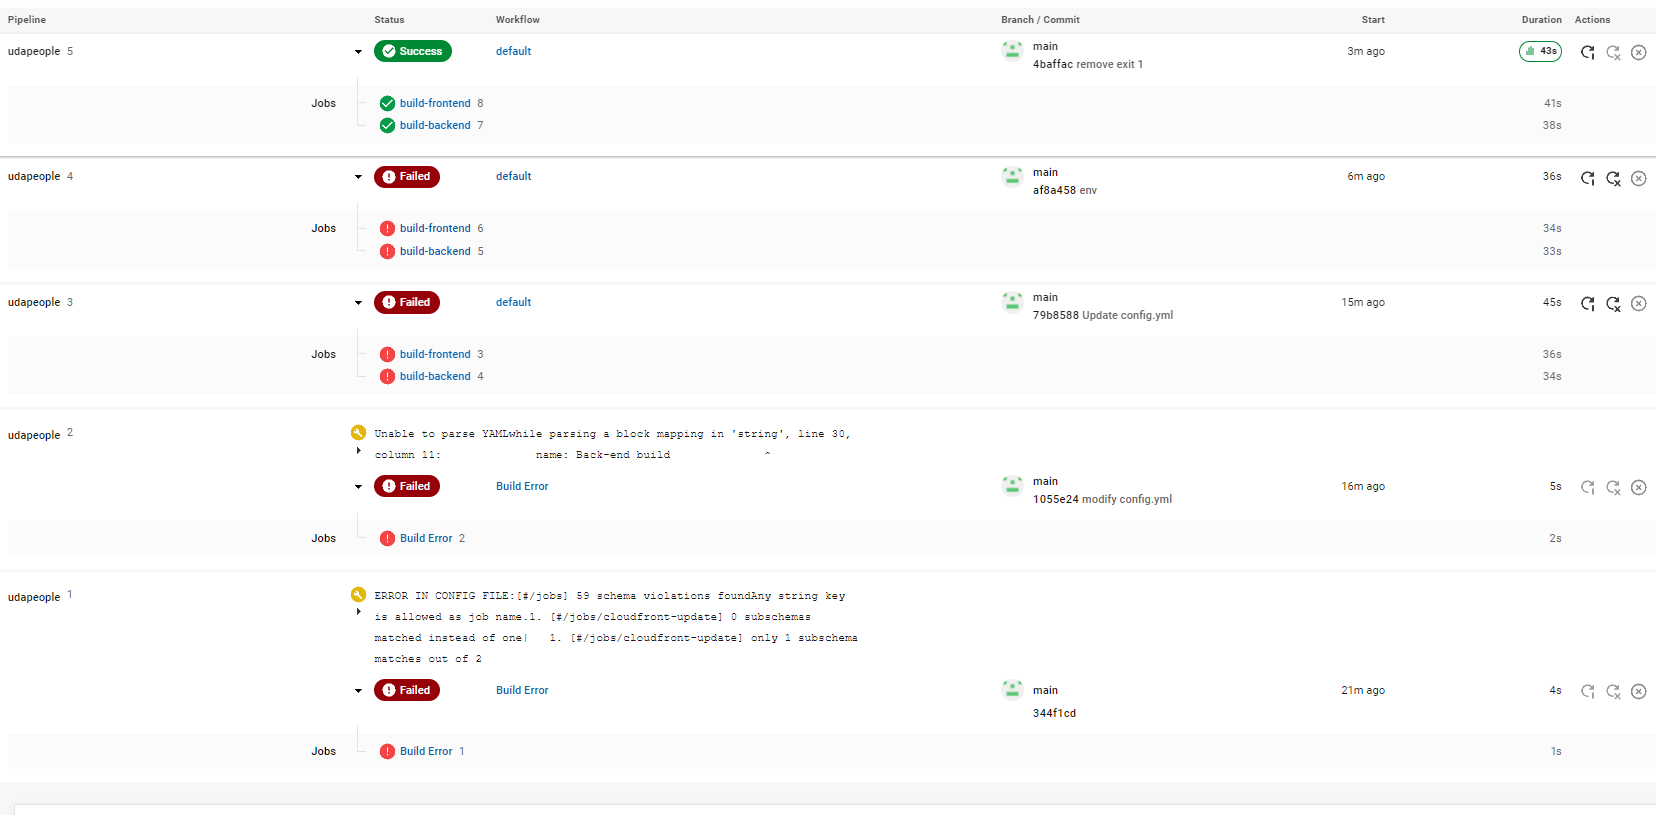 Pipeline Status Workflow Branch / Commit Start Duration Actions
udapeople 5 Success default main 3m ago 43s
4baffac remove exit 1
Jobs build-frontend 8 41s
build-backend 7 38s
udapeople 4 Failed default main 6m ago 36s
af8a458 env
Jobs build-frontend 6 34s
build-backend 5 33s
udapeople 3 Failed default main 15m ago 45s
79b8588 Update config.yml
Jobs build-frontend 3 36s
build-backend 4 34s
udapeople 2 Unable to parse YAMLwhile parsing a block mapping in 'string', line 30,
column 11: name: Back-end build ^
Failed Build Error main 16m ago 5s
1055e24 modify config.yml
Jobs Build Error 2 2s
udapeople 1 ERROR IN CONFIG FILE:[#/jobs] 59 schema violations foundAny string key
is allowed as job name.1. [#/jobs/cloudfront-update] 0 subschemas
matched instead of one| 1. [#/jobs/cloudfront-update] only 1 subschema
matches out of 2
Failed Build Error main 21m ago 4s
344f1cd
Jobs Build Error 1 1s